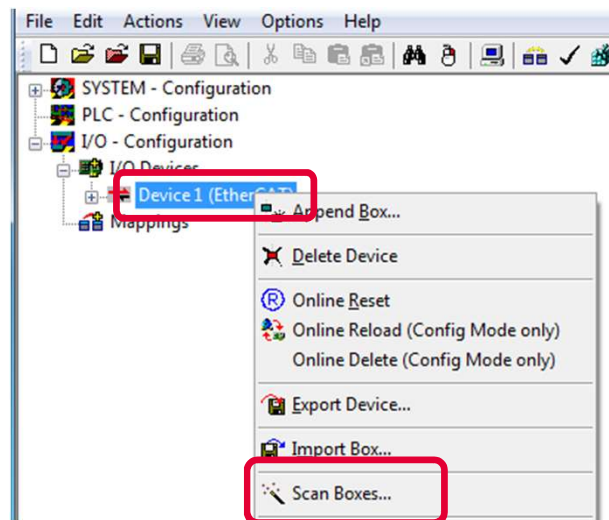 File Edit Actions View Options Help
SYSTEM - Configuration
PLC - Configuration
I/O - Configuration
I/O Devices
Device 1 (EtherCAT)
Mappings
Append Box...
Delete Device
Online Reset
Online Reload (Config Mode only)
Online Delete (Config Mode only)
Export Device...
Import Box...
Scan Boxes...